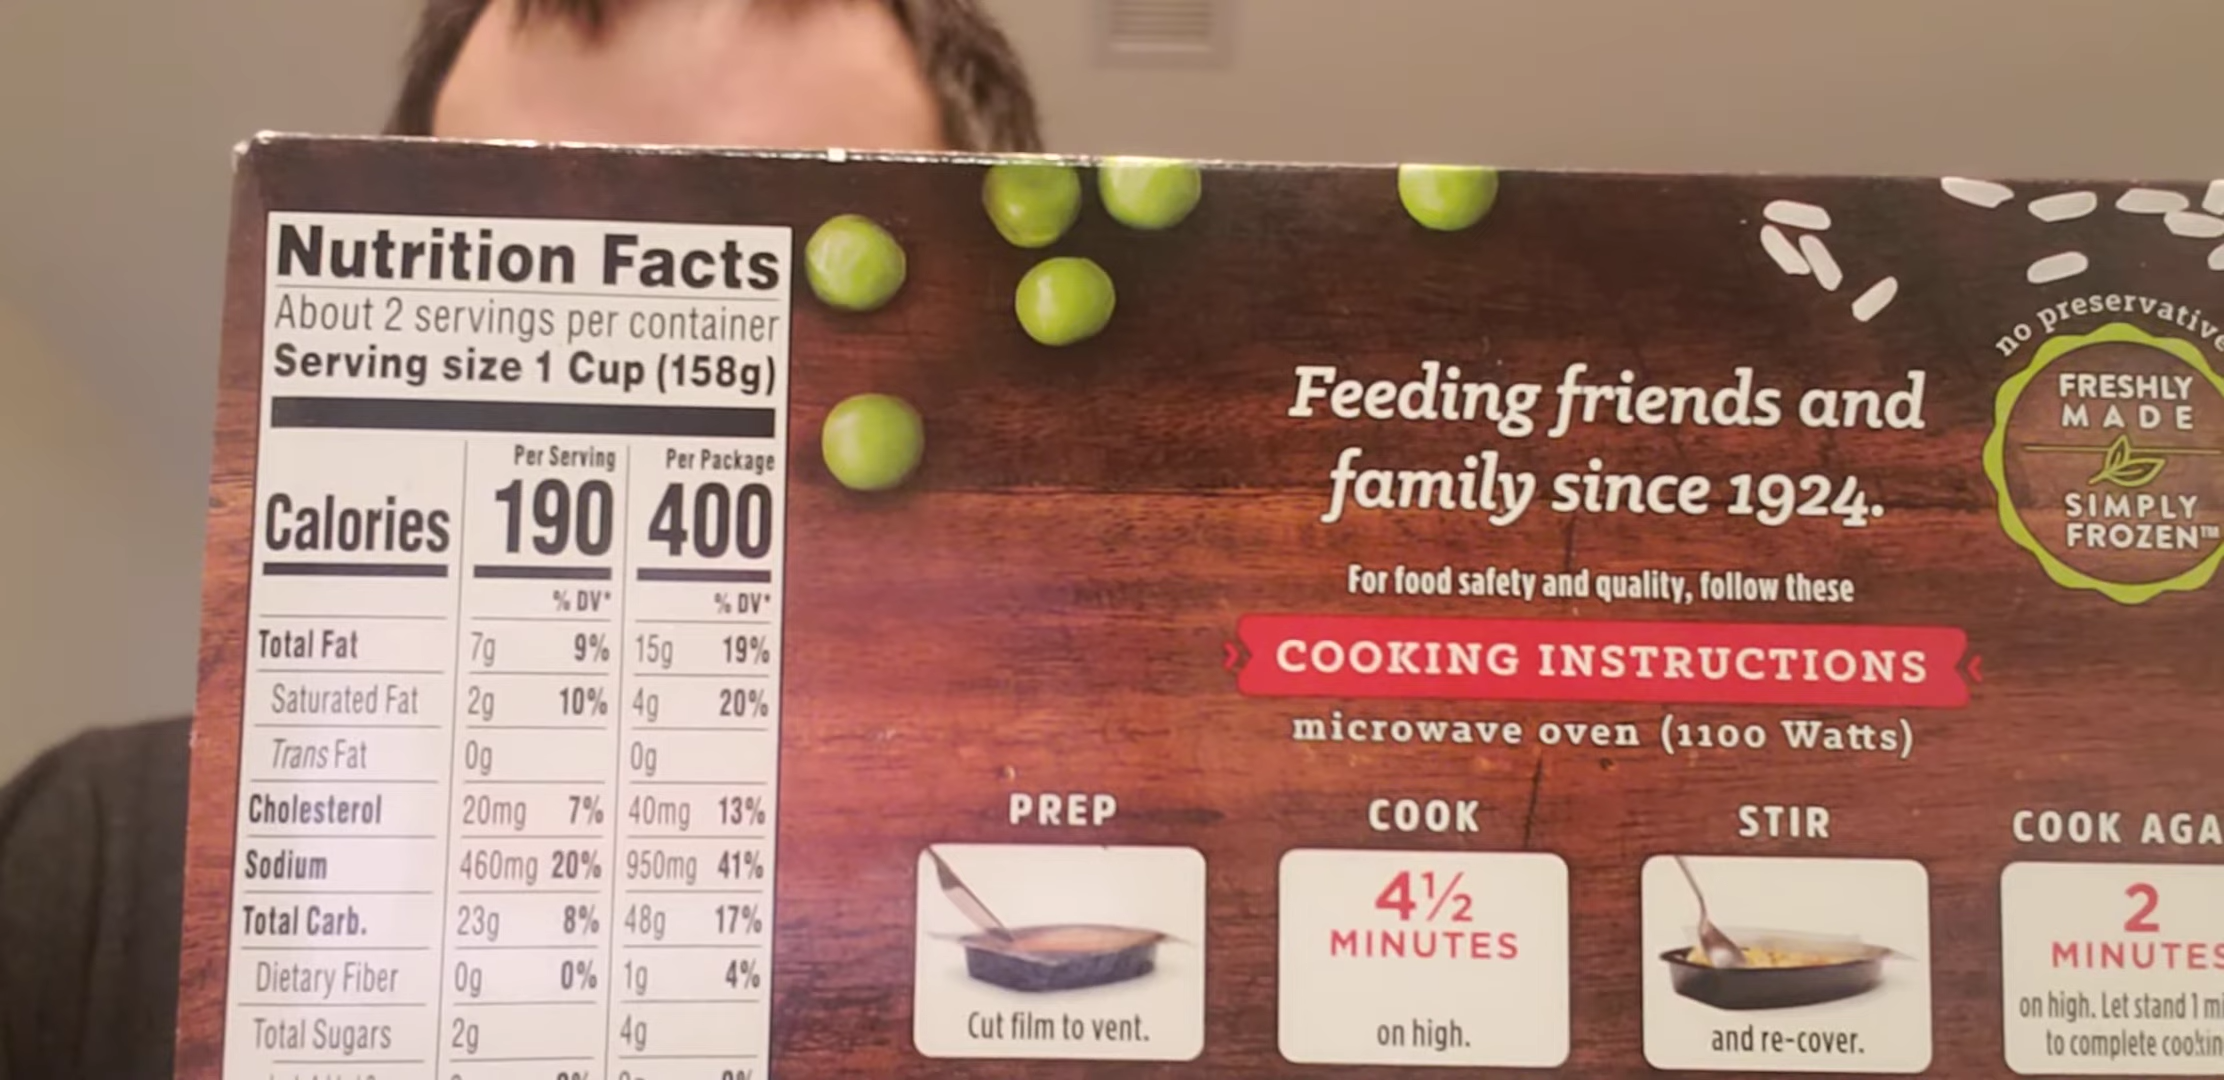 Nutrition Facts
About 2 servings per container
Serving size 1 Cup (158g)
Per Serving Per Package
Calories 190 400
% DV* % DV*
Total Fat 7g 9% 15g 19%
Saturated Fat 2g 10% 4g 20%
Trans Fat 0g 0g
Cholesterol 20mg 7% 40mg 13%
Sodium 460mg 20% 950mg 41%
Total Carb. 23g 8% 48g 17%
Dietary Fiber 0g 0% 1g 4%
Total Sugars 2g 4g
no preservative
FRESHLY
MADE
SIMPLY
FROZEN™
Feeding friends and
family since 1924.
For food safety and quality, follow these
COOKING INSTRUCTIONS
microwave oven (1100 Watts)
PREP
Cut film to vent.
COOK
4½
MINUTES
on high.
STIR
and re-cover.
COOK AGA
2
MINUTES
on high. Let stand 1 mi
to complete cookin